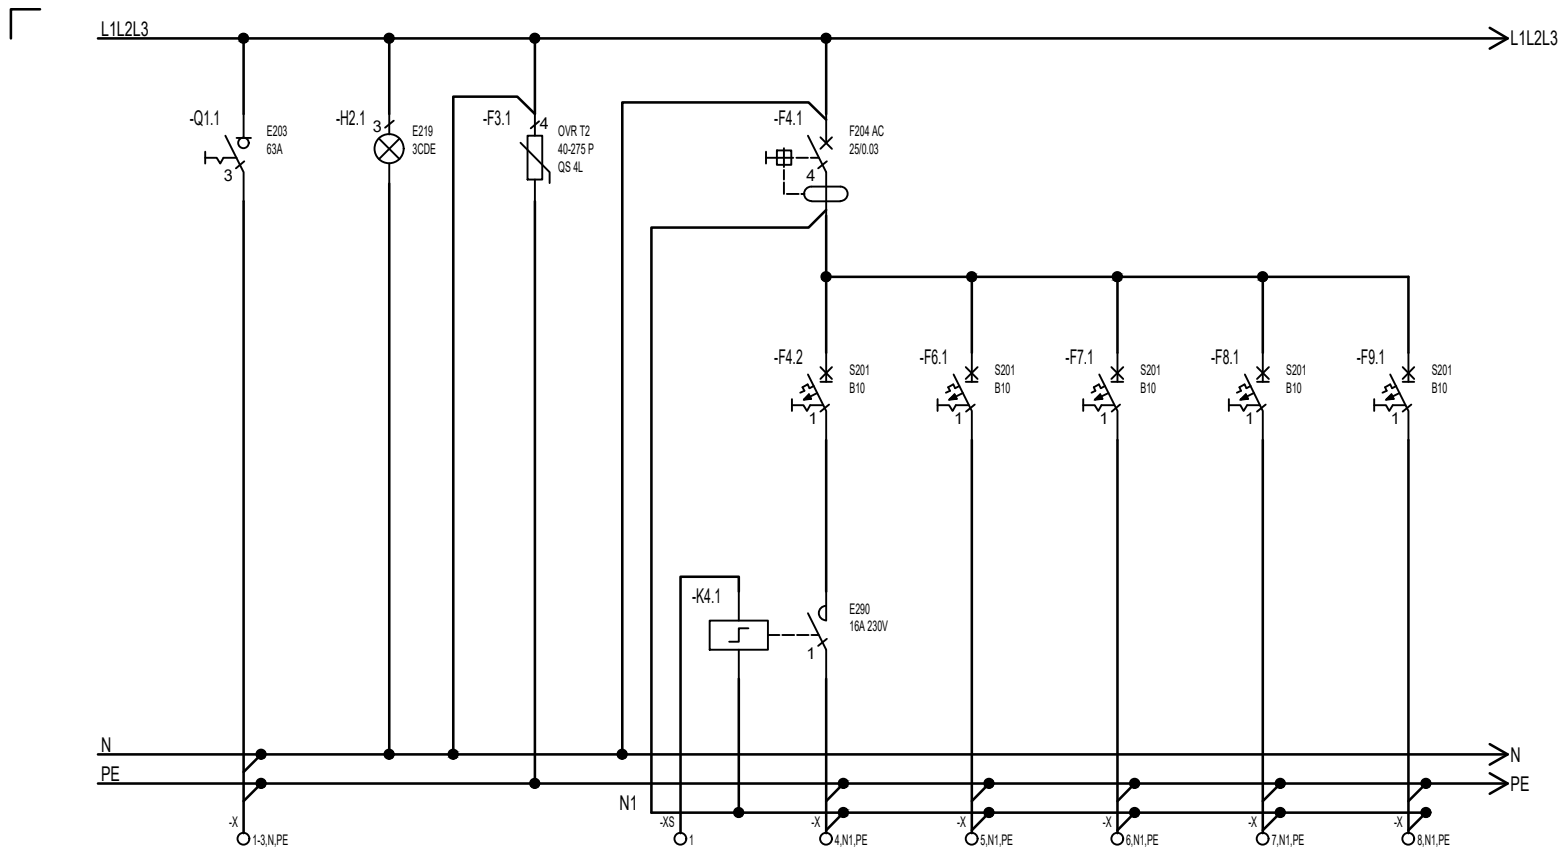 L1L2L3
L1L2L3
-Q1.1
E203
63A
3
-H2.1
3
E219
3CDE
-F3.1
4
OVR T2
40-275 P
QS 4L
-F4.1
F204 AC
25/0.03
4
-F4.2
S201
B10
1
-F6.1
S201
B10
1
-F7.1
S201
B10
1
-F8.1
S201
B10
1
-F9.1
S201
B10
1
-K4.1
E290
16A 230V
1
N
N
PE
PE
N1
-X
1-3,N,PE
-XS
1
-X
4,N1,PE
-X
5,N1,PE
-X
6,N1,PE
-X
7,N1,PE
-X
8,N1,PE